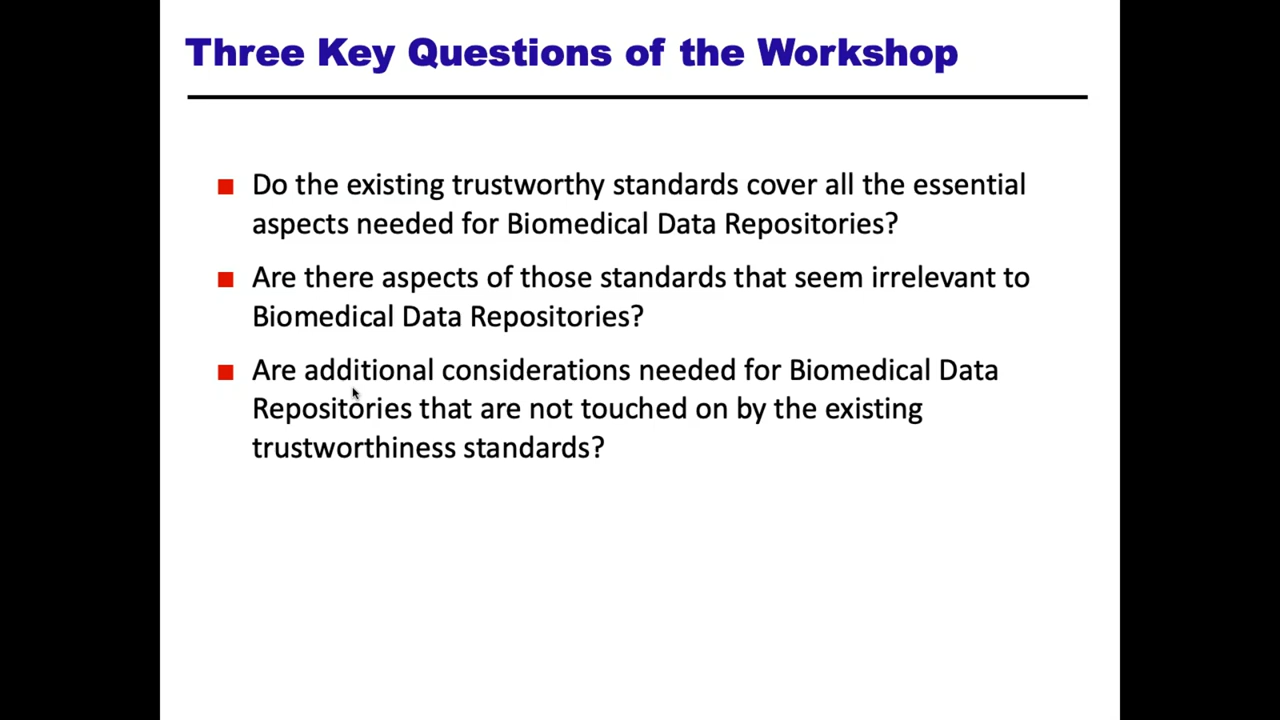 Three Key Questions of the Workshop
Do the existing trustworthy standards cover all the essential
aspects needed for Biomedical Data Repositories?
Are there aspects of those standards that seem irrelevant to
Biomedical Data Repositories?
Are additional considerations needed for Biomedical Data
Repositories that are not touched on by the existing
trustworthiness standards?